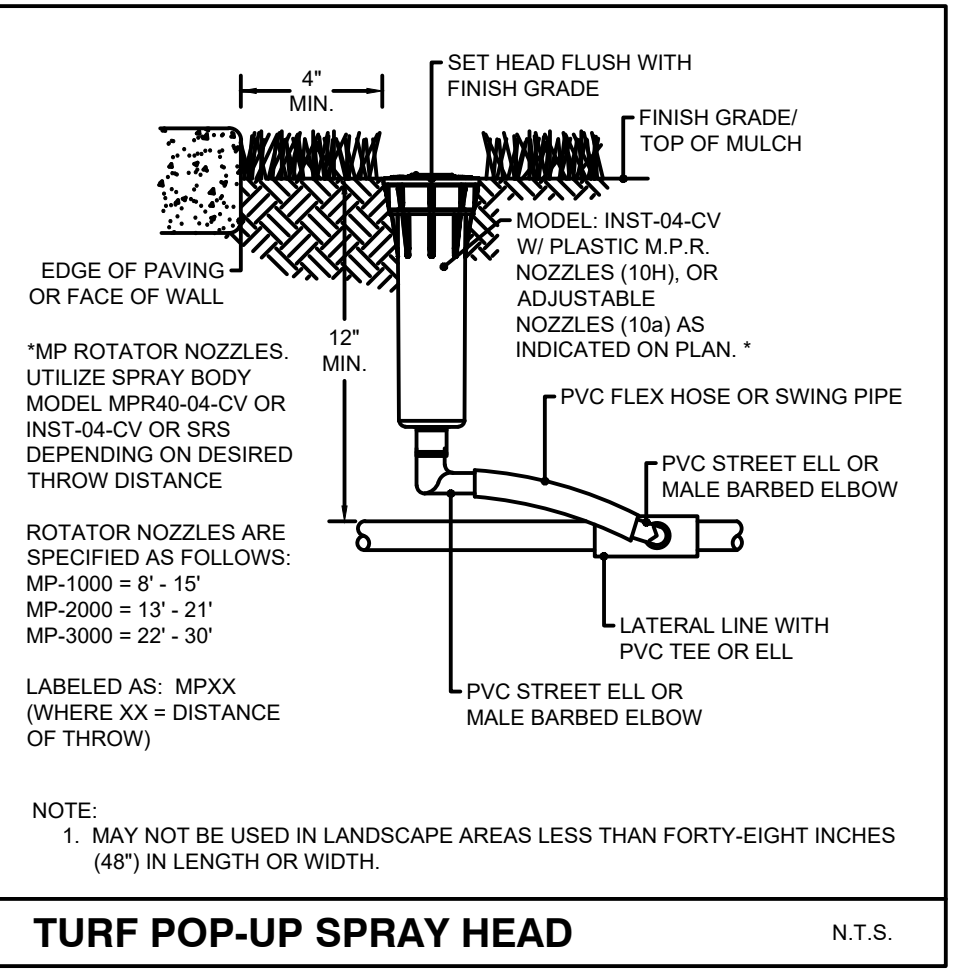 4"
MIN.
SET HEAD FLUSH WITH
FINISH GRADE
FINISH GRADE/
TOP OF MULCH
MODEL: INST-04-CV
W/ PLASTIC M.P.R.
NOZZLES (10H), OR
ADJUSTABLE
NOZZLES (10a) AS
INDICATED ON PLAN. *
EDGE OF PAVING
OR FACE OF WALL
12"
MIN.
*MP ROTATOR NOZZLES.
UTILIZE SPRAY BODY
MODEL MPR40-04-CV OR
INST-04-CV OR SRS
DEPENDING ON DESIRED
THROW DISTANCE
PVC FLEX HOSE OR SWING PIPE
PVC STREET ELL OR
MALE BARBED ELBOW
ROTATOR NOZZLES ARE
SPECIFIED AS FOLLOWS:
MP-1000 = 8' - 15'
MP-2000 = 13' - 21'
MP-3000 = 22' - 30'
LATERAL LINE WITH
PVC TEE OR ELL
LABELED AS: MPXX
(WHERE XX = DISTANCE
OF THROW)
PVC STREET ELL OR
MALE BARBED ELBOW
NOTE:
1. MAY NOT BE USED IN LANDSCAPE AREAS LESS THAN FORTY-EIGHT INCHES
(48") IN LENGTH OR WIDTH.
TURF POP-UP SPRAY HEAD
N.T.S.